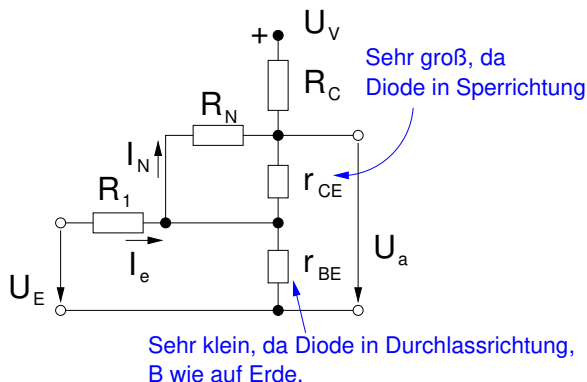 + U_V
Sehr groß, da
Diode in Sperrichtung
R_C
R_N
I_N
r_CE
R_1
I_e
U_E
r_BE
U_a
Sehr klein, da Diode in Durchlassrichtung,
B wie auf Erde.